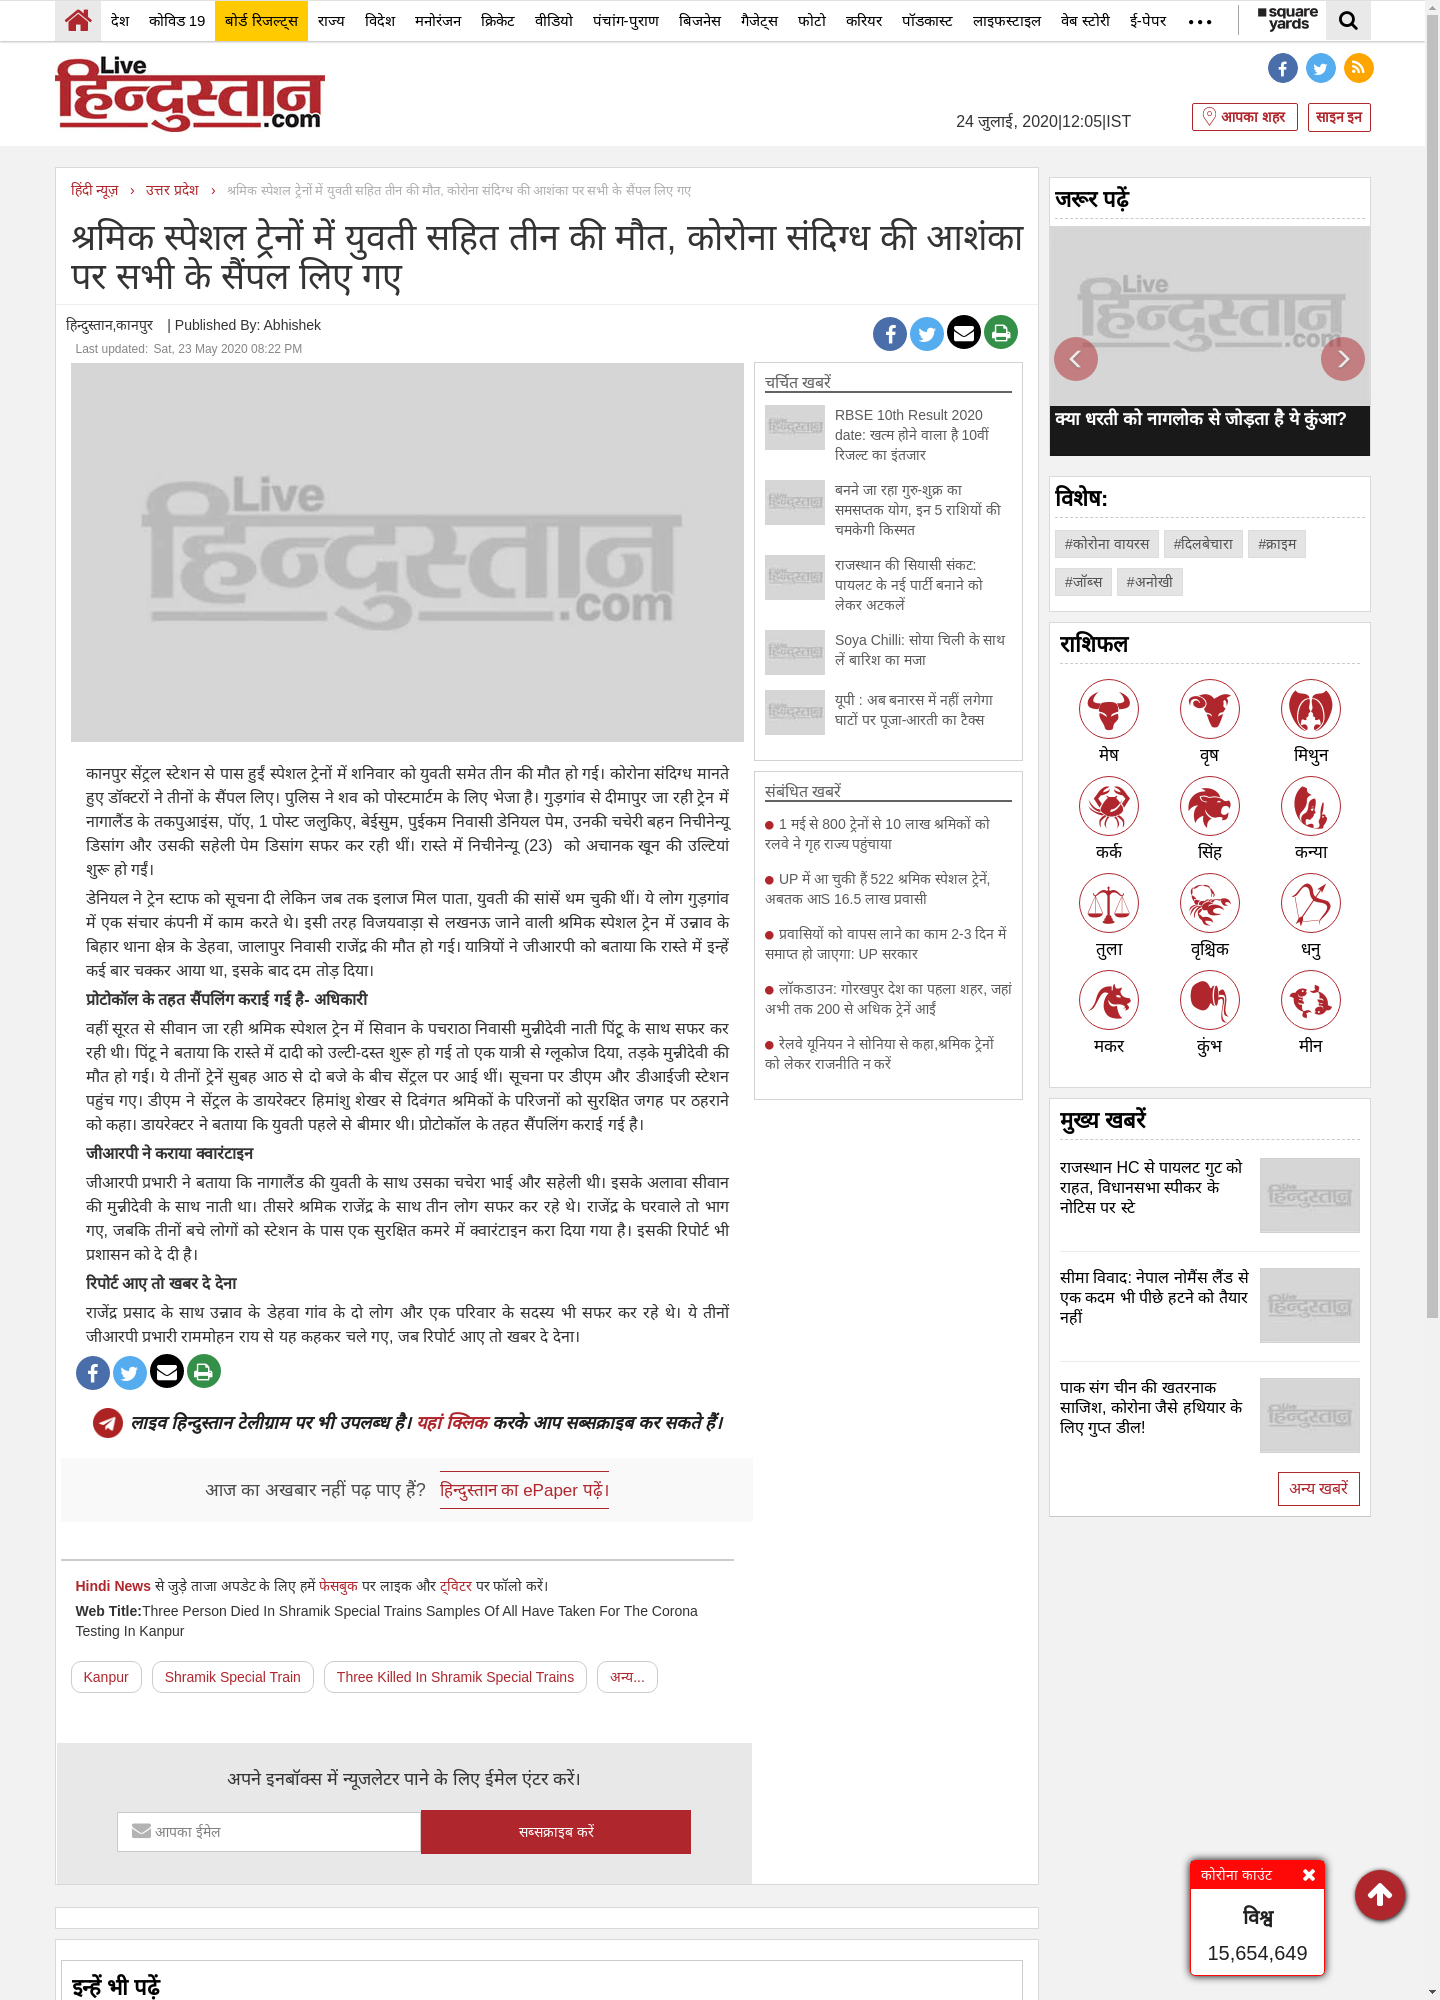 देश कोविड 19 बोर्ड रिजल्ट्स राज्य विदेश मनोरंजन क्रिकेट वीडियो पंचांग-पुराण बिजनेस गैजेट्स फोटो करियर पॉडकास्ट लाइफस्टाइल वेब स्टोरी ई-पेपर square yards
Live
हिन्दुस्तान
.com
24 जुलाई, 2020|12:05|IST
आपका शहर
साइन इन
हिंदी न्यूज़ › उत्तर प्रदेश › श्रमिक स्पेशल ट्रेनों में युवती सहित तीन की मौत, कोरोना संदिग्ध की आशंका पर सभी के सैंपल लिए गए
श्रमिक स्पेशल ट्रेनों में युवती सहित तीन की मौत, कोरोना संदिग्ध की आशंका
पर सभी के सैंपल लिए गए
हिन्दुस्तान,कानपुर | Published By: Abhishek
Last updated: Sat, 23 May 2020 08:22 PM
Live
हिन्दुस्तान
.com
कानपुर सेंट्रल स्टेशन से पास हुईं स्पेशल ट्रेनों में शनिवार को युवती समेत तीन की मौत हो गई। कोरोना संदिग्ध मानते
हुए डॉक्टरों ने तीनों के सैंपल लिए। पुलिस ने शव को पोस्टमार्टम के लिए भेजा है। गुड़गांव से दीमापुर जा रही ट्रेन में
नागालैंड के तकपुआइंस, पॉए, 1 पोस्ट जलुकिए, बेईसुम, पुईकम निवासी डेनियल पेम, उनकी चचेरी बहन निचीनेन्यू
डिसांग और उसकी सहेली पेम डिसांग सफर कर रही थीं। रास्ते में निचीनेन्यू (23) को अचानक खून की उल्टियां
शुरू हो गईं।
डेनियल ने ट्रेन स्टाफ को सूचना दी लेकिन जब तक इलाज मिल पाता, युवती की सांसें थम चुकी थीं। ये लोग गुड़गांव
में एक संचार कंपनी में काम करते थे। इसी तरह विजयवाड़ा से लखनऊ जाने वाली श्रमिक स्पेशल ट्रेन में उन्नाव के
बिहार थाना क्षेत्र के डेहवा, जालापुर निवासी राजेंद्र की मौत हो गई। यात्रियों ने जीआरपी को बताया कि रास्ते में इन्हें
कई बार चक्कर आया था, इसके बाद दम तोड़ दिया।
प्रोटोकॉल के तहत सैंपलिंग कराई गई है- अधिकारी
वहीं सूरत से सीवान जा रही श्रमिक स्पेशल ट्रेन में सिवान के पचराठा निवासी मुन्नीदेवी नाती पिंटू के साथ सफर कर
रही थी। पिंटू ने बताया कि रास्ते में दादी को उल्टी-दस्त शुरू हो गई तो एक यात्री से ग्लूकोज दिया, तड़के मुन्नीदेवी की
मौत हो गई। ये तीनों ट्रेनें सुबह आठ से दो बजे के बीच सेंट्रल पर आई थीं। सूचना पर डीएम और डीआईजी स्टेशन
पहुंच गए। डीएम ने सेंट्रल के डायरेक्टर हिमांशु शेखर से दिवंगत श्रमिकों के परिजनों को सुरक्षित जगह पर ठहराने
को कहा। डायरेक्टर ने बताया कि युवती पहले से बीमार थी। प्रोटोकॉल के तहत सैंपलिंग कराई गई है।
जीआरपी ने कराया क्वारंटाइन
जीआरपी प्रभारी ने बताया कि नागालैंड की युवती के साथ उसका चचेरा भाई और सहेली थी। इसके अलावा सीवान
की मुन्नीदेवी के साथ नाती था। तीसरे श्रमिक राजेंद्र के साथ तीन लोग सफर कर रहे थे। राजेंद्र के घरवाले तो भाग
गए, जबकि तीनों बचे लोगों को स्टेशन के पास एक सुरक्षित कमरे में क्वारंटाइन करा दिया गया है। इसकी रिपोर्ट भी
प्रशासन को दे दी है।
रिपोर्ट आए तो खबर दे देना
राजेंद्र प्रसाद के साथ उन्नाव के डेहवा गांव के दो लोग और एक परिवार के सदस्य भी सफर कर रहे थे। ये तीनों
जीआरपी प्रभारी राममोहन राय से यह कहकर चले गए, जब रिपोर्ट आए तो खबर दे देना।
लाइव हिन्दुस्तान टेलीग्राम पर भी उपलब्ध है। यहां क्लिक करके आप सब्सक्राइब कर सकते हैं।
आज का अखबार नहीं पढ़ पाए हैं? हिन्दुस्तान का ePaper पढ़ें।
Hindi News से जुड़े ताजा अपडेट के लिए हमें फेसबुक पर लाइक और ट्विटर पर फॉलो करें।
Web Title:Three Person Died In Shramik Special Trains Samples Of All Have Taken For The Corona
Testing In Kanpur
Kanpur
Shramik Special Train
Three Killed In Shramik Special Trains
अन्य...
अपने इनबॉक्स में न्यूजलेटर पाने के लिए ईमेल एंटर करें।
आपका ईमेल
सब्सक्राइब करें
इन्हें भी पढ़ें
चर्चित खबरें
RBSE 10th Result 2020
date: खत्म होने वाला है 10वीं
रिजल्ट का इंतजार
बनने जा रहा गुरु-शुक्र का
समसप्तक योग, इन 5 राशियों की
चमकेगी किस्मत
राजस्थान की सियासी संकट:
पायलट के नई पार्टी बनाने को
लेकर अटकलें
Soya Chilli: सोया चिली के साथ
लें बारिश का मजा
यूपी : अब बनारस में नहीं लगेगा
घाटों पर पूजा-आरती का टैक्स
संबंधित खबरें
1 मई से 800 ट्रेनों से 10 लाख श्रमिकों को
रलवे ने गृह राज्य पहुंचाया
UP में आ चुकी हैं 522 श्रमिक स्पेशल ट्रेनें,
अबतक आS 16.5 लाख प्रवासी
प्रवासियों को वापस लाने का काम 2-3 दिन में
समाप्त हो जाएगा: UP सरकार
लॉकडाउन: गोरखपुर देश का पहला शहर, जहां
अभी तक 200 से अधिक ट्रेनें आईं
रेलवे यूनियन ने सोनिया से कहा,श्रमिक ट्रेनों
को लेकर राजनीति न करें
जरूर पढ़ें
Live
हिन्दुस्तान
.com
क्या धरती को नागलोक से जोड़ता है ये कुंआ?
विशेष:
#कोरोना वायरस #दिलबेचारा #क्राइम
#जॉब्स #अनोखी
राशिफल
मेष वृष मिथुन
कर्क सिंह कन्या
तुला वृश्चिक धनु
मकर कुंभ मीन
मुख्य खबरें
राजस्थान HC से पायलट गुट को
राहत, विधानसभा स्पीकर के
नोटिस पर स्टे
सीमा विवाद: नेपाल नोमैंस लैंड से
एक कदम भी पीछे हटने को तैयार
नहीं
पाक संग चीन की खतरनाक
साजिश, कोरोना जैसे हथियार के
लिए गुप्त डील!
अन्य खबरें
कोरोना काउंट
विश्व
15,654,649